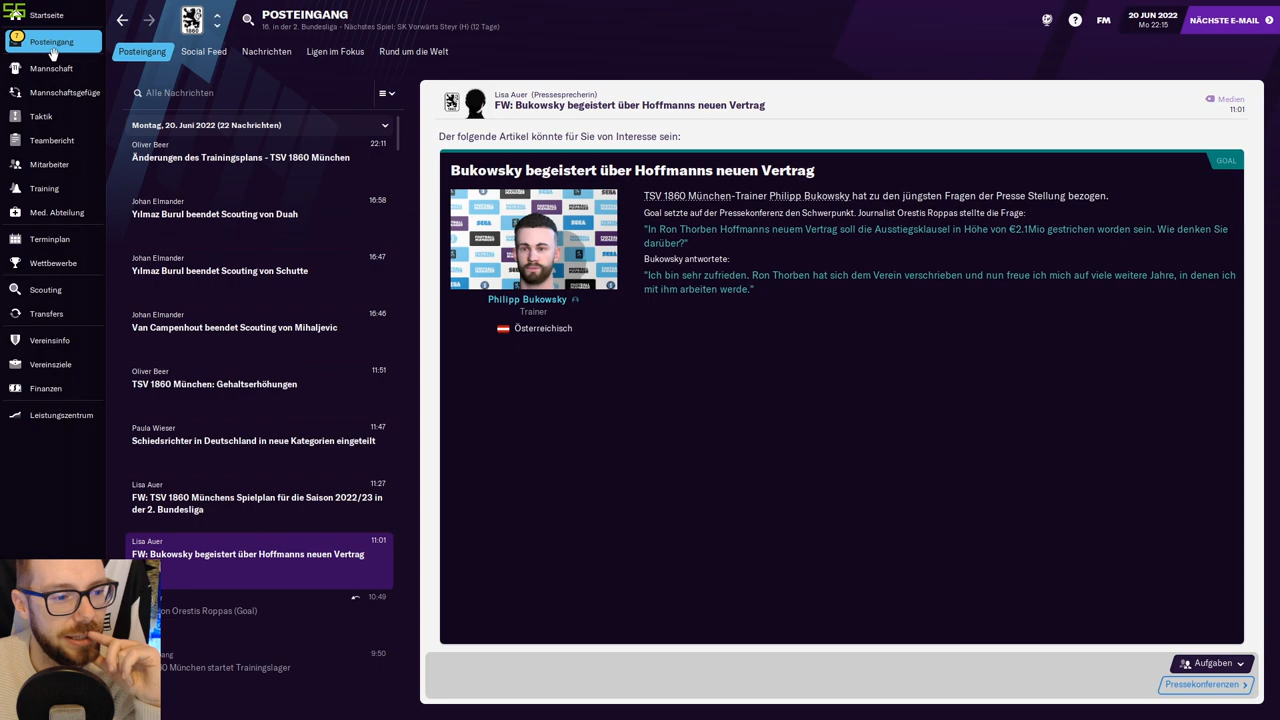 Startseite
7
Posteingang
Mannschaft
Mannschaftsgefüge
Taktik
Teambericht
Mitarbeiter
Training
Med. Abteilung
Terminplan
Wettbewerbe
Scouting
Transfers
Vereinsinfo
Vereinsziele
Finanzen
Leistungszentrum
1860
POSTEINGANG
16. in der 2. Bundesliga - Nächstes Spiel: SK Vorwärts Steyr (H) (12 Tage)
?
FM
20 JUN 2022
Mo 22:15
NÄCHSTE E-MAIL
Posteingang
Social Feed
Nachrichten
Ligen im Fokus
Rund um die Welt
Alle Nachrichten
Montag, 20. Juni 2022 (22 Nachrichten)
Oliver Beer 22:11
Änderungen des Trainingsplans - TSV 1860 München
Johan Elmander 16:58
Yılmaz Burul beendet Scouting von Duah
Johan Elmander 16:47
Yılmaz Burul beendet Scouting von Schutte
Johan Elmander 16:46
Van Campenhout beendet Scouting von Mihaljevic
Oliver Beer 11:51
TSV 1860 München: Gehaltserhöhungen
Paula Wieser 11:47
Schiedsrichter in Deutschland in neue Kategorien eingeteilt
Lisa Auer 11:27
FW: TSV 1860 Münchens Spielplan für die Saison 2022/23 in
der 2. Bundesliga
Lisa Auer 11:01
FW: Bukowsky begeistert über Hoffmanns neuen Vertrag
10:49
on Orestis Roppas (Goal)
9:50
München startet Trainingslager
Lisa Auer (Pressesprecherin)
FW: Bukowsky begeistert über Hoffmanns neuen Vertrag
Medien
11:01
Der folgende Artikel könnte für Sie von Interesse sein:
GOAL
Bukowsky begeistert über Hoffmanns neuen Vertrag
SEGA
Philipp Bukowsky
Trainer
Österreichisch
TSV 1860 München-Trainer Philipp Bukowsky hat zu den jüngsten Fragen der Presse Stellung bezogen.
Goal setzte auf der Pressekonferenz den Schwerpunkt. Journalist Orestis Roppas stellte die Frage:
"In Ron Thorben Hoffmanns neuem Vertrag soll die Ausstiegsklausel in Höhe von €2.1Mio gestrichen worden sein. Wie denken Sie
darüber?"
Bukowsky antwortete:
"Ich bin sehr zufrieden. Ron Thorben hat sich dem Verein verschrieben und nun freue ich mich auf viele weitere Jahre, in denen ich
mit ihm arbeiten werde."
Aufgaben
Pressekonferenzen